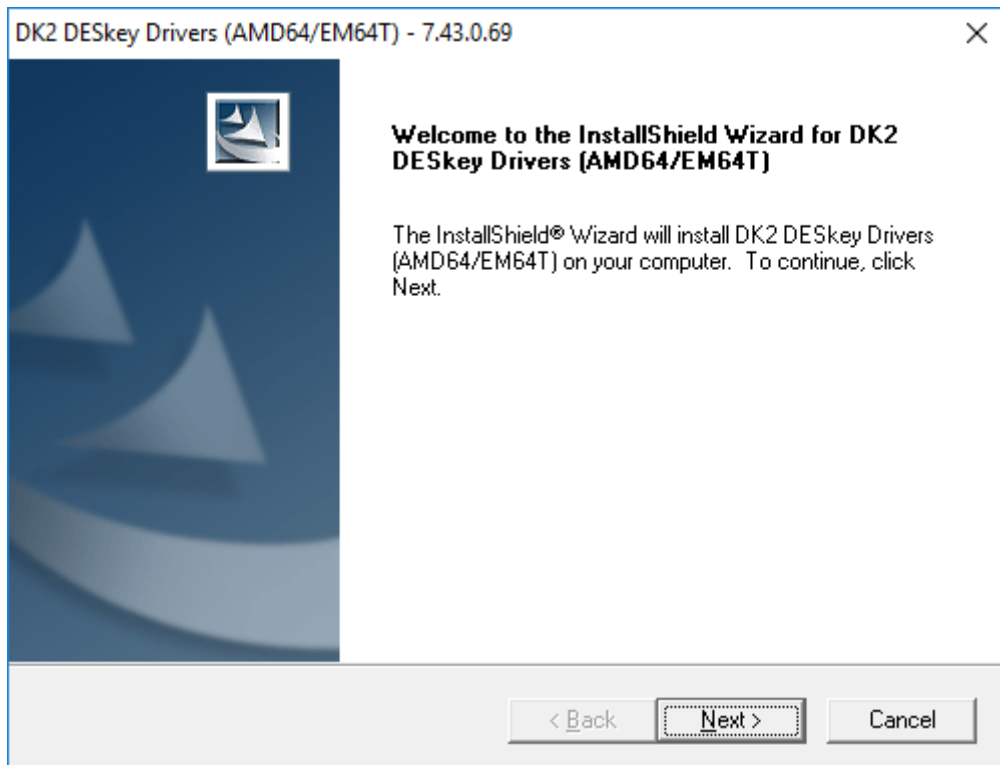 DK2 DESkey Drivers (AMD64/EM64T) - 7.43.0.69
Welcome to the InstallShield Wizard for DK2
DESkey Drivers (AMD64/EM64T)
The InstallShield® Wizard will install DK2 DESkey Drivers
(AMD64/EM64T) on your computer.  To continue, click
Next.
< Back
Next >
Cancel